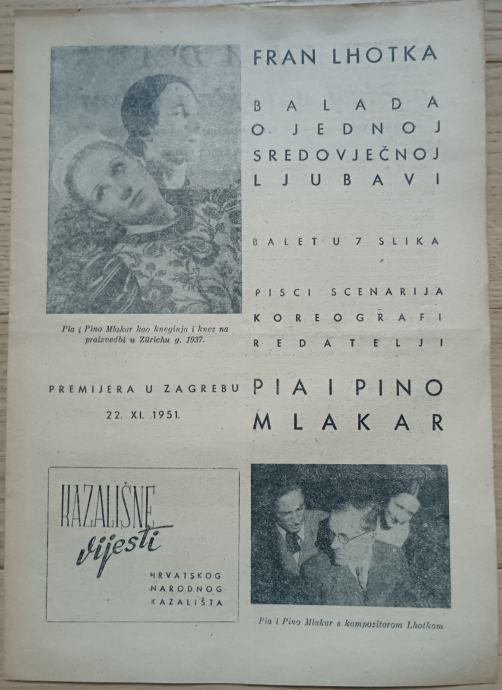 FRAN LHOTKA
BALADA
O JEDNOJ
SREDOVJEČNOJ
LJUBAVI
BALET U 7 SLIKA
PISCI SCENARIJA
KOREOGRAFI
REDATELJI
PIA I PINO
MLAKAR
Pia i Pino Mlakar kao kneginja i knez na
praizvedbi u Zürichu g. 1937.
PREMIJERA U ZAGREBU
22. XI. 1951.
KAZALIŠNE
vijesti
HRVATSKOG
NARODNOG
KAZALIŠTA
Pia i Pino Mlakar s kompozitorom Lhotkom